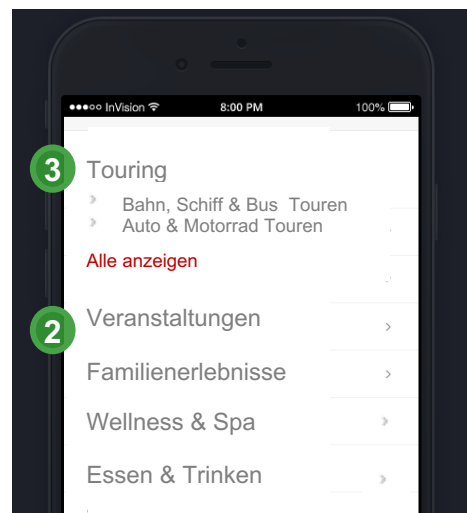 InVision 8:00 PM 100%
3 Touring
Bahn, Schiff & Bus Touren
Auto & Motorrad Touren
Alle anzeigen
2 Veranstaltungen
Familienerlebnisse
Wellness & Spa
Essen & Trinken